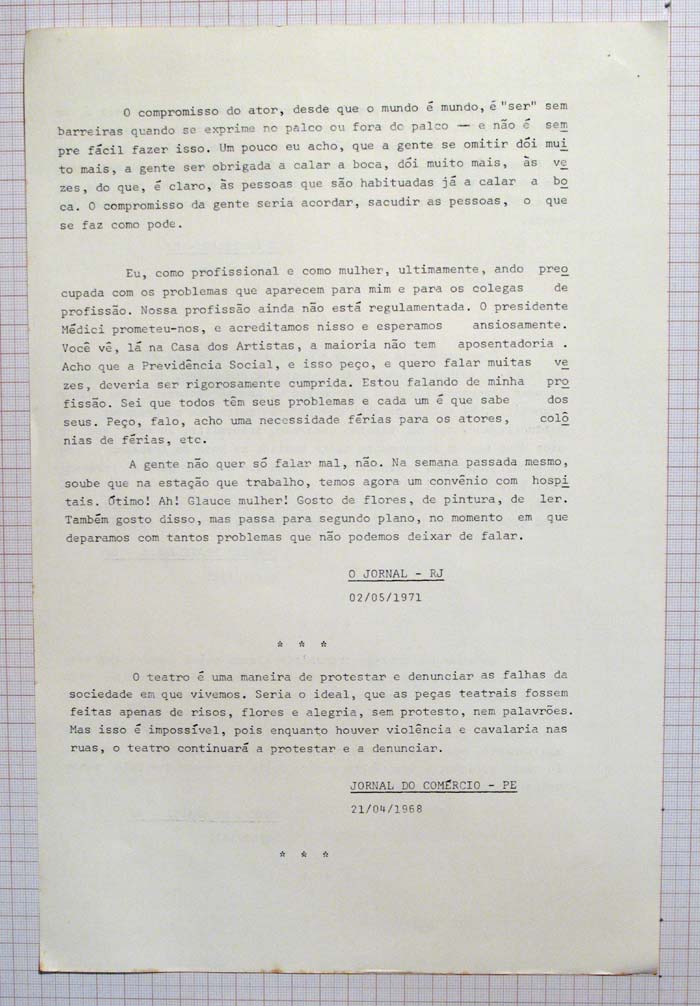 O compromisso do ator, desde que o mundo é mundo, é "ser" sem
barreiras quando se exprime no palco ou fora do palco — e não é sem
pre fácil fazer isso. Um pouco eu acho, que a gente se omitir dói mui
to mais, a gente ser obrigada a calar a boca, dói muito mais, às ve
zes, do que, é claro, às pessoas que são habituadas já a calar a bo
ca. O compromisso da gente seria acordar, sacudir as pessoas, o que
se faz como pode.
Eu, como profissional e como mulher, ultimamente, ando preo
cupada com os problemas que aparecem para mim e para os colegas de
profissão. Nossa profissão ainda não está regulamentada. O presidente
Médici prometeu-nos, e acreditamos nisso e esperamos ansiosamente.
Você vê, lá na Casa dos Artistas, a maioria não tem aposentadoria .
Acho que a Previdência Social, e isso peço, e quero falar muitas ve
zes, deveria ser rigorosamente cumprida. Estou falando de minha pro
fissão. Sei que todos têm seus problemas e cada um é que sabe dos
seus. Peço, falo, acho uma necessidade férias para os atores, colô
nias de férias, etc.
A gente não quer só falar mal, não. Na semana passada mesmo,
soube que na estação que trabalho, temos agora um convênio com hospi
tais. Ótimo! Ah! Glauce mulher! Gosto de flores, de pintura, de ler.
Também gosto disso, mas passa para segundo plano, no momento em que
deparamos com tantos problemas que não podemos deixar de falar.
O JORNAL - RJ
02/05/1971
* * *
O teatro é uma maneira de protestar e denunciar as falhas da
sociedade em que vivemos. Seria o ideal, que as peças teatrais fossem
feitas apenas de risos, flores e alegria, sem protesto, nem palavrões.
Mas isso é impossível, pois enquanto houver violência e cavalaria nas
ruas, o teatro continuará a protestar e a denunciar.
JORNAL DO COMÉRCIO - PE
21/04/1968
* * *